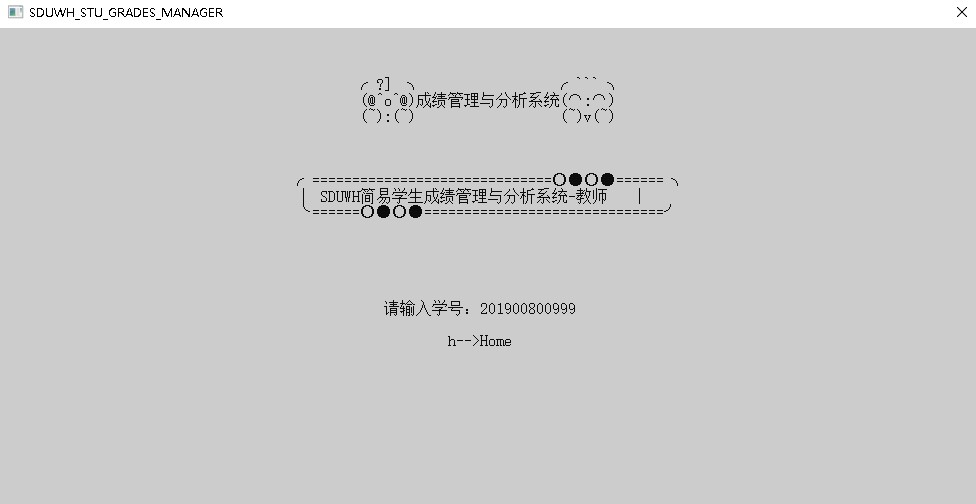 SDUWH_STU_GRADES_MANAGER
╭ ?] ╮ ╭ ``` ╮
(@^o^@)成绩管理与分析系统(⌒:⌒)
(~):(~) (~)v(~)
╭ ==============================○●○●====== ╮
│ SDUWH简易学生成绩管理与分析系统-教师 │
╰======○●○●==============================╯
请输入学号：201900800999
h-->Home